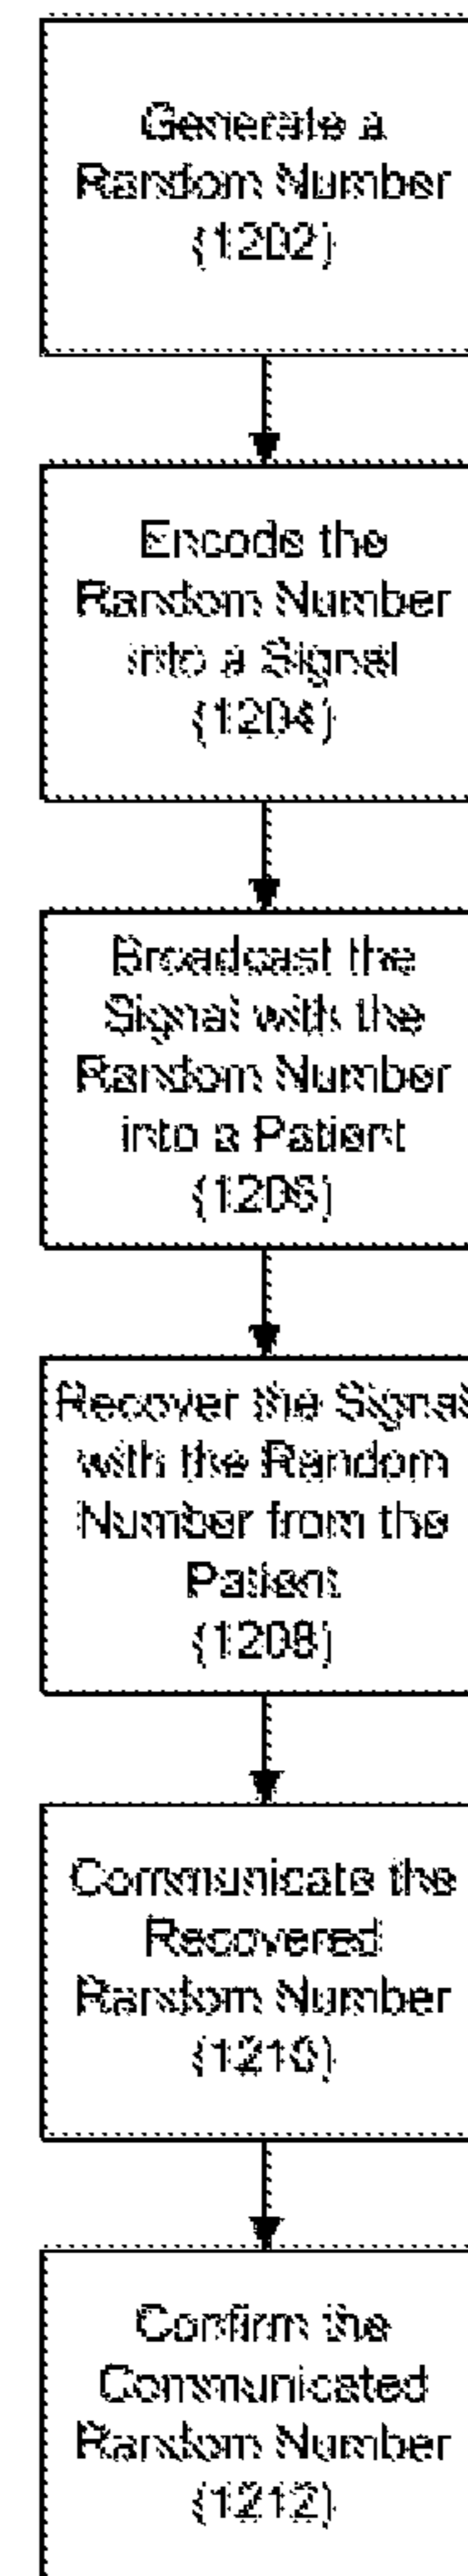 Generate a
Random Number
(1202)
Encods the
Random Number
into a Signal
(1204)
Broadcast the
Signal with the
Random Number
into a Patient
(1206)
Recover the Signal
with the Random
Number from the
Patient
(1208)
Communicate the
Recovered
Random Number
(1210)
Confirm the
Communicated
Random Number
(1212)